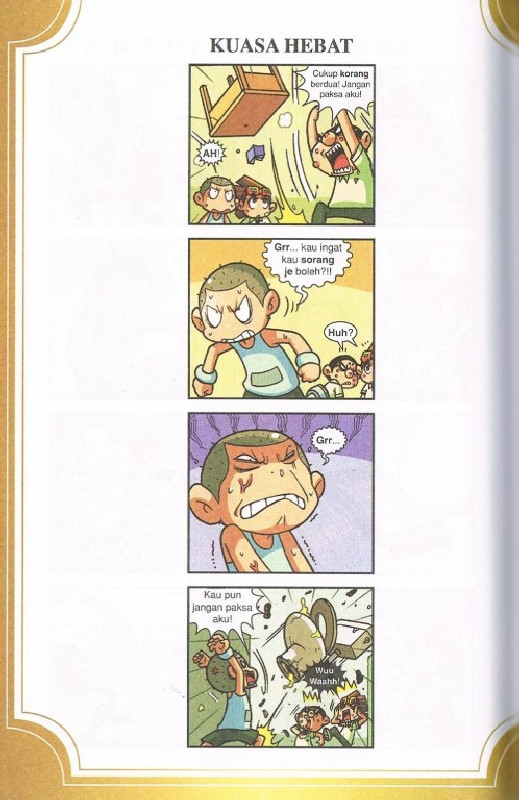 KUASA HEBAT
Cukup korang
berdua! Jangan
paksa aku!
AH!
Grr... kau ingat
kau sorang
je boleh?!!
Huh?
Grr...
Kau pun
jangan paksa
aku!
Wuu
Waahh!